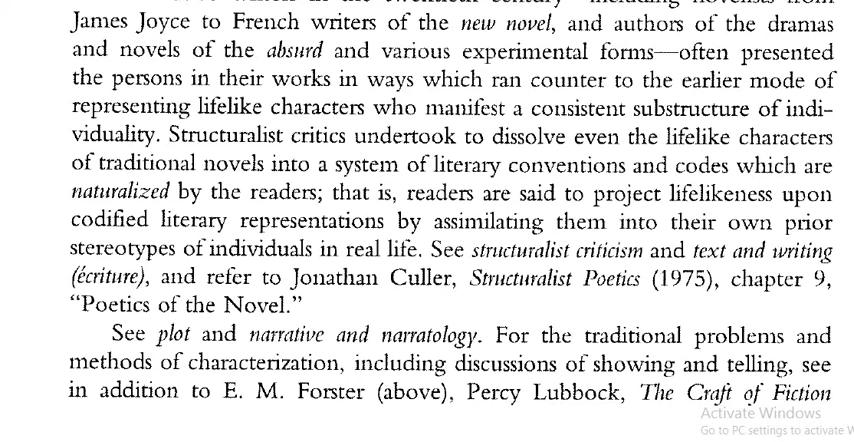 James Joyce to French writers of the new novel, and authors of the dramas
and novels of the absurd and various experimental forms—often presented
the persons in their works in ways which ran counter to the earlier mode of
representing lifelike characters who manifest a consistent substructure of indi-
viduality. Structuralist critics undertook to dissolve even the lifelike characters
of traditional novels into a system of literary conventions and codes which are
naturalized by the readers; that is, readers are said to project lifelikeness upon
codified literary representations by assimilating them into their own prior
stereotypes of individuals in real life. See structuralist criticism and text and writing
(écriture), and refer to Jonathan Culler, Structuralist Poetics (1975), chapter 9,
“Poetics of the Novel.”
See plot and narrative and narratology. For the traditional problems and
methods of characterization, including discussions of showing and telling, see
in addition to E. M. Forster (above), Percy Lubbock, The Craft of Fiction
Activate Windows
Go to PC settings to activate W